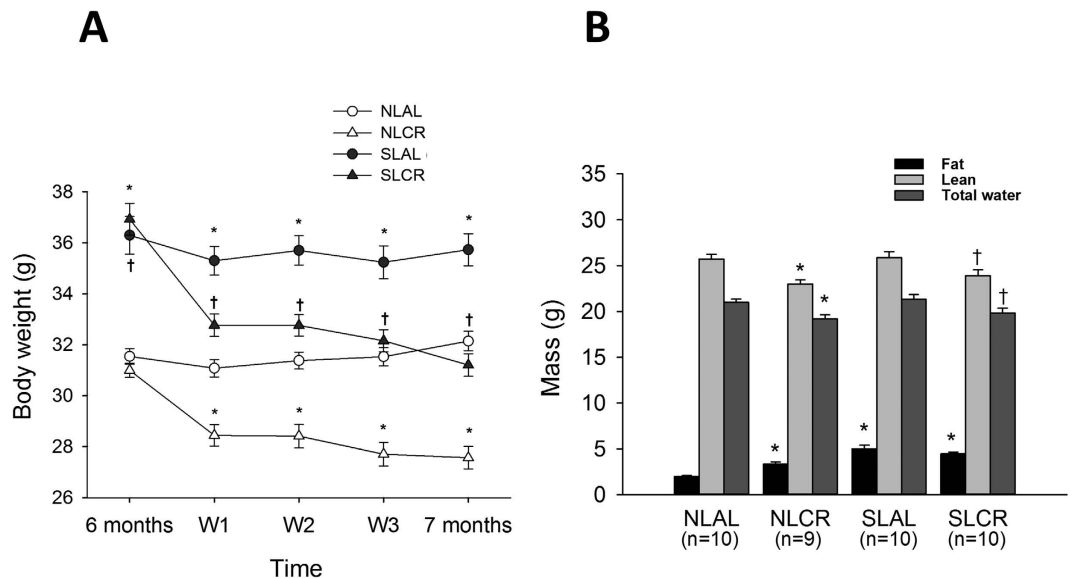 A
NLAL
NLCR
SLAL (
SLCR
38
36
34
32
30
28
26
Body weight (g)
* * * * *
† † † † †
* * * *
6 months W1 W2 W3 7 months
Time
B
Fat
Lean
Total water
35
30
25
20
15
10
5
0
Mass (g)
* * †
†
* * *
NLAL NLCR SLAL SLCR
(n=10) (n=9) (n=10) (n=10)